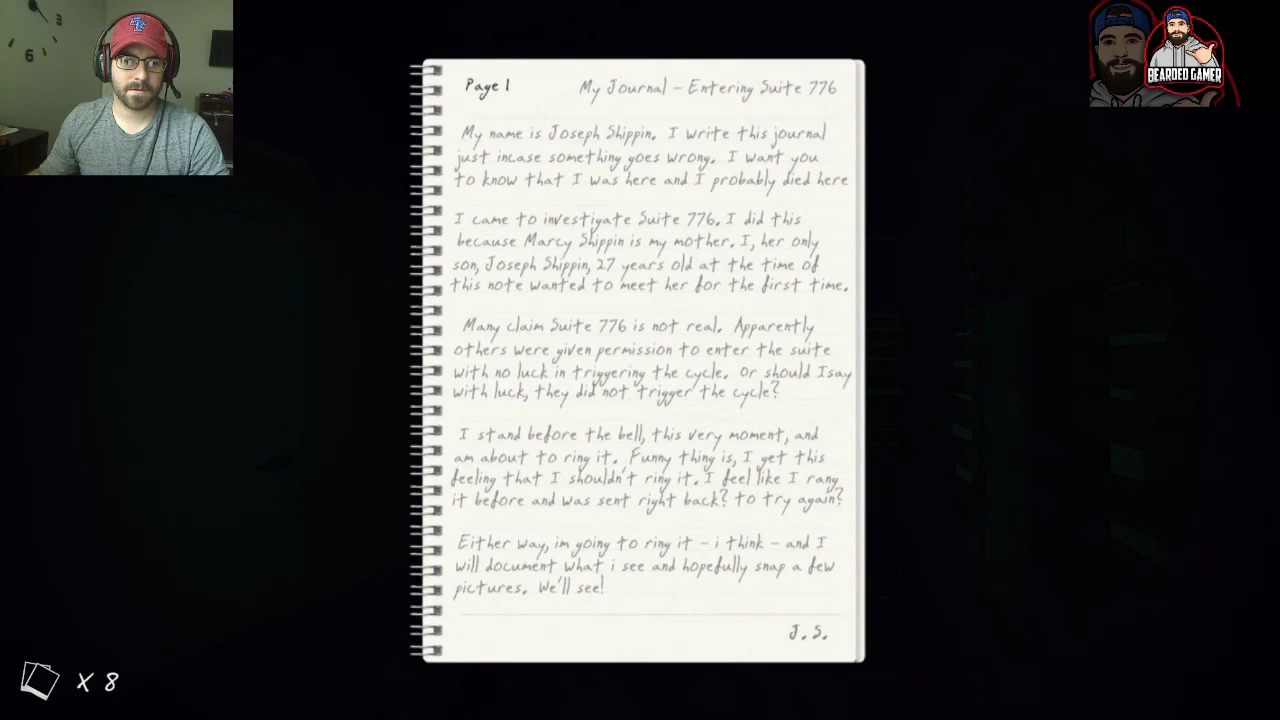 3
6
BEARDED GAMER
Page 1
My Journal - Entering Suite 776
My name is Joseph Shippin. I write this journal
just incase something goes wrong. I want you
to know that I was here and I probably died here
I came to investigate Suite 776. I did this
because Marcy Shippin is my mother. I, her only
son, Joseph Shippin, 27 years old at the time of
this note wanted to meet her for the first time.
Many claim Suite 776 is not real. Apparently
others were given permission to enter the suite
with no luck in triggering the cycle. Or should I say
with luck, they did not trigger the cycle?
I stand before the bell, this very moment, and
am about to ring it. Funny thing is, I get this
feeling that I shouldn't ring it. I feel like I rang
it before and was sent right back? to try again?
Either way, im going to ring it - i think - and I
will document what i see and hopefully snap a few
pictures. We'll see!
J.S.
X 8